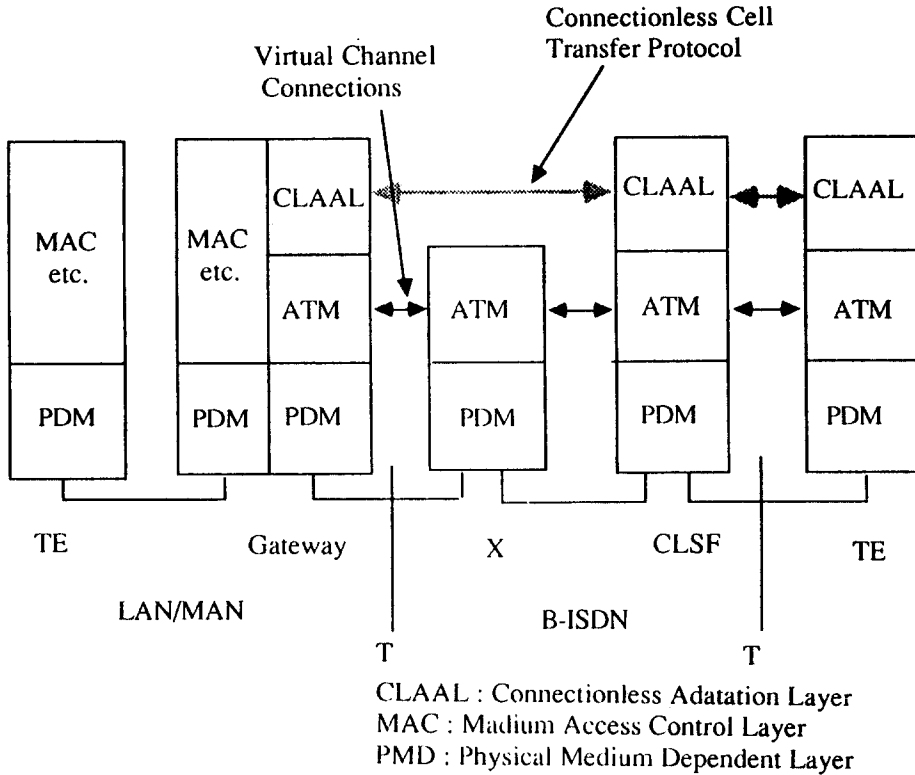 Connectionless Cell
Transfer Protocol
Virtual Channel
Connections
MAC
etc.
MAC
etc.
CLAAL
CLAAL
CLAAL
ATM
ATM
ATM
ATM
PDM
PDM
PDM
PDM
PDM
PDM
TE
Gateway
X
CLSF
TE
LAN/MAN
B-ISDN
T
T
CLAAL : Connectionless Adatation Layer
MAC : Madium Access Control Layer
PMD : Physical Medium Dependent Layer